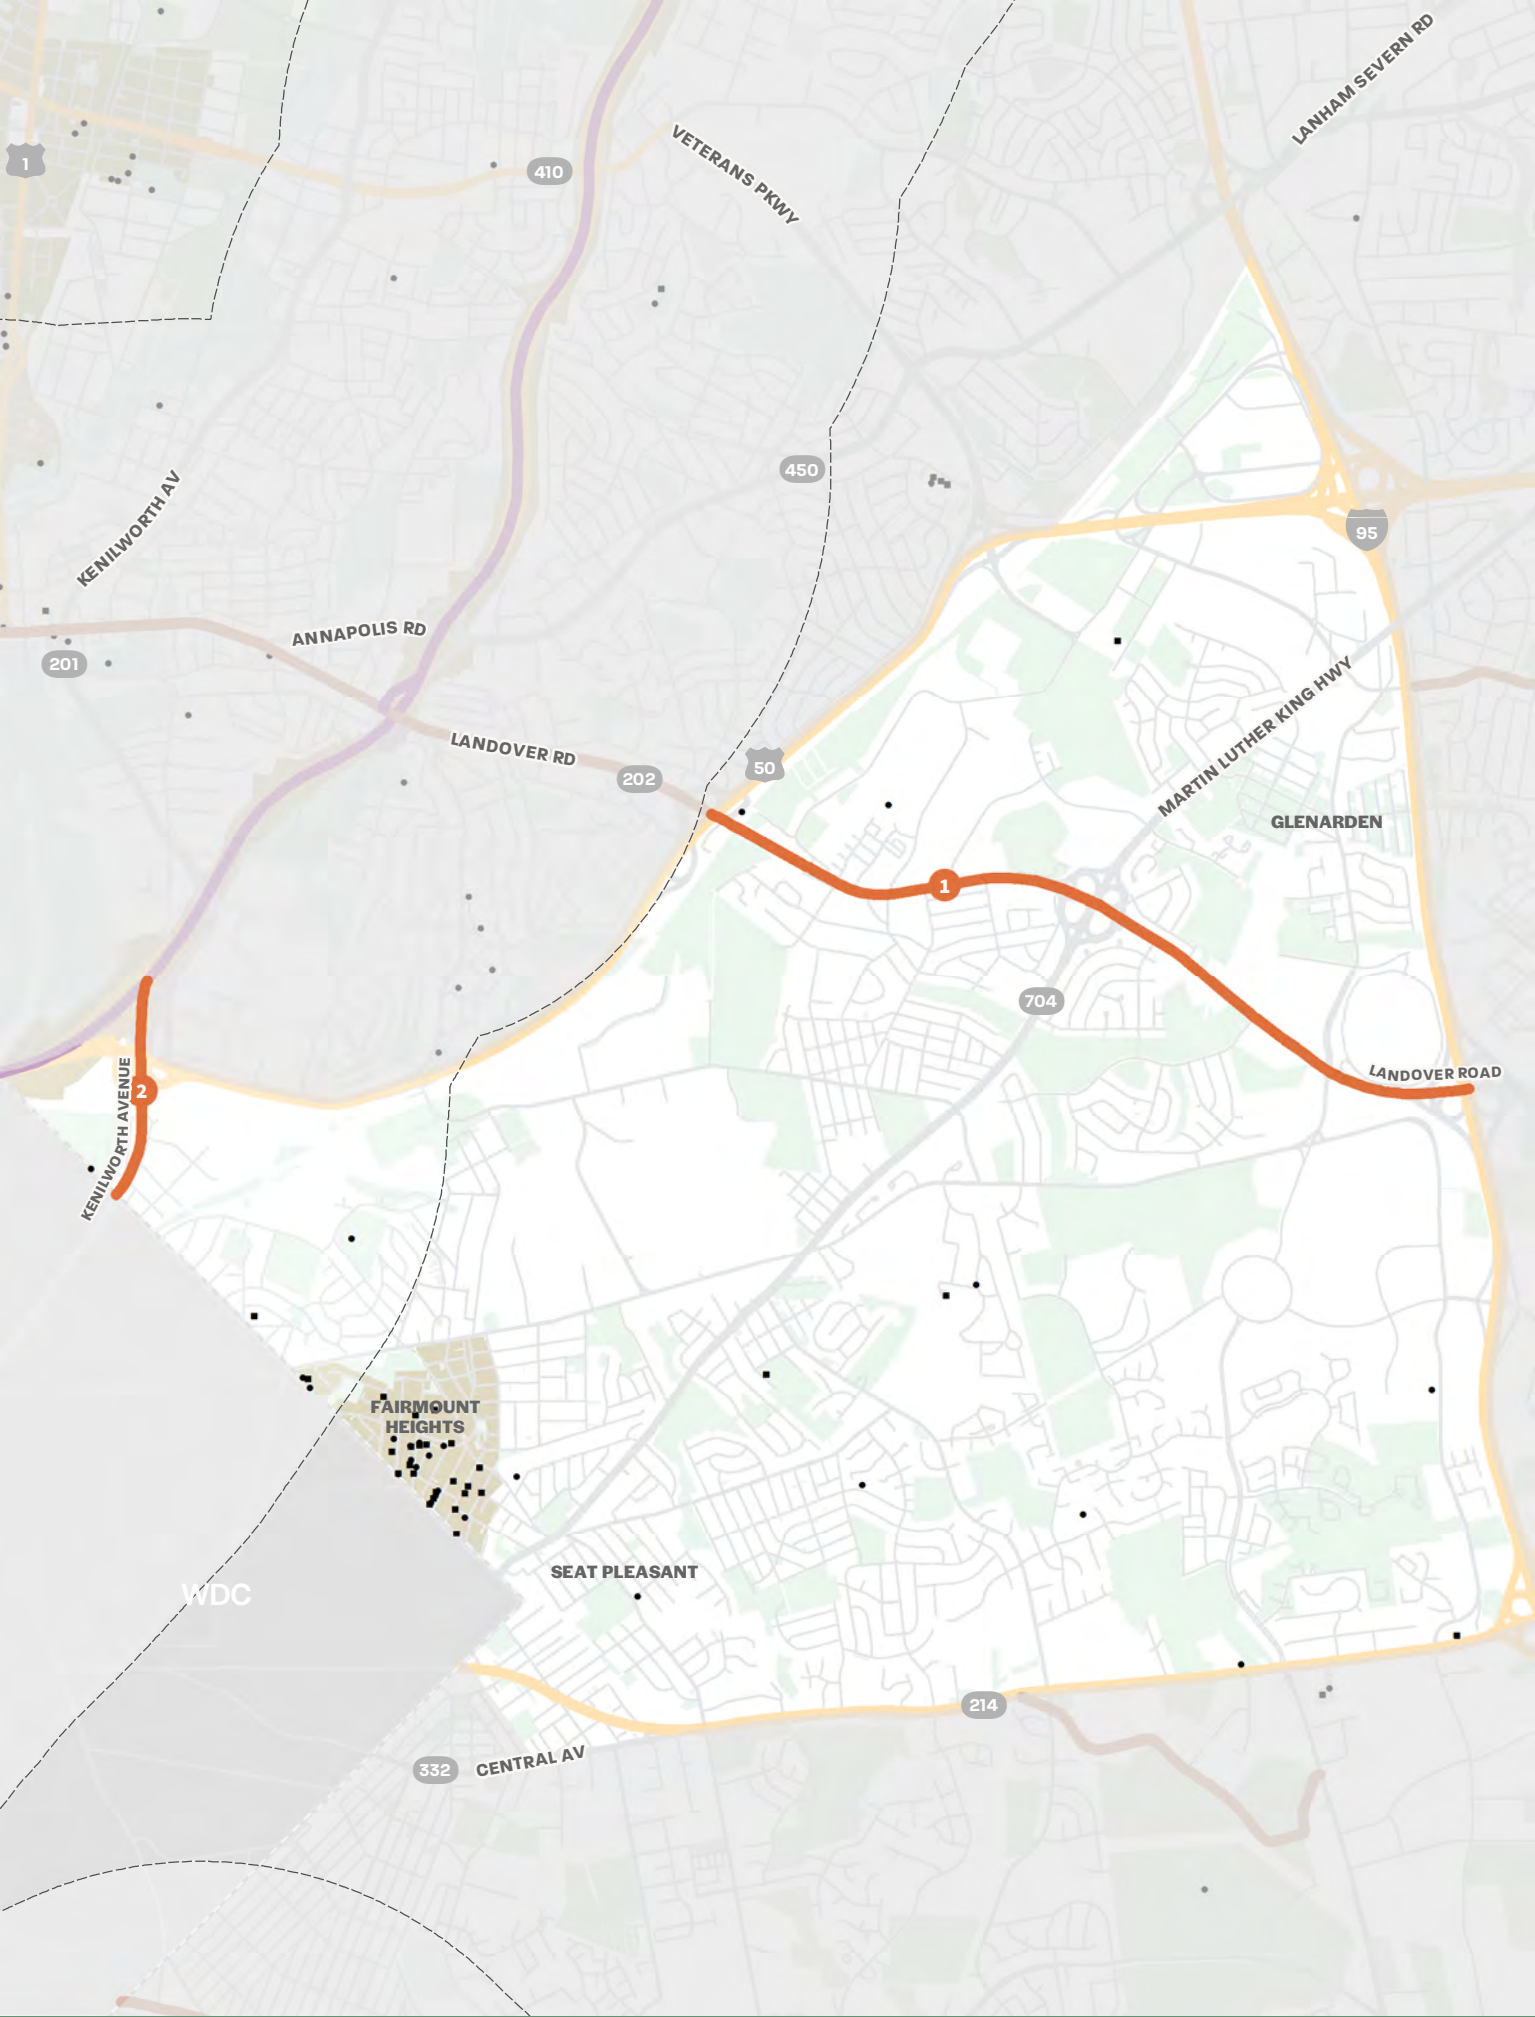 LANHAM SEVERN RD
1
410
VETERANS PKWY
450
KENILWORTH AV
95
ANNAPOLIS RD
201
LANDOVER RD
202
50
MARTIN LUTHER KING HWY
GLENARDEN
1
704
LANDOVER ROAD
KENILWORTH AVENUE
2
FAIRMOUNT
HEIGHTS
SEAT PLEASANT
WDC
214
332
CENTRAL AV